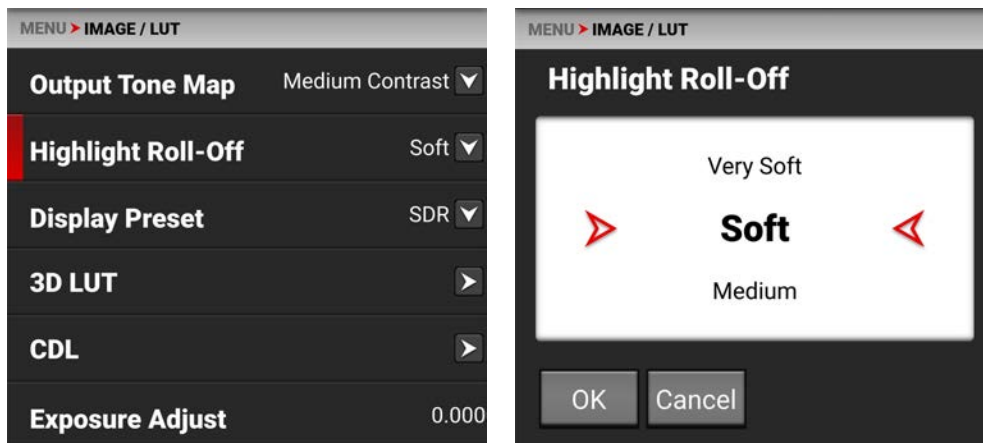 MENU > IMAGE / LUT
Output Tone Map Medium Contrast
Highlight Roll-Off Soft
Display Preset SDR
3D LUT
CDL
Exposure Adjust 0.000
MENU > IMAGE / LUT
Highlight Roll-Off
Very Soft
Soft
Medium
OK Cancel